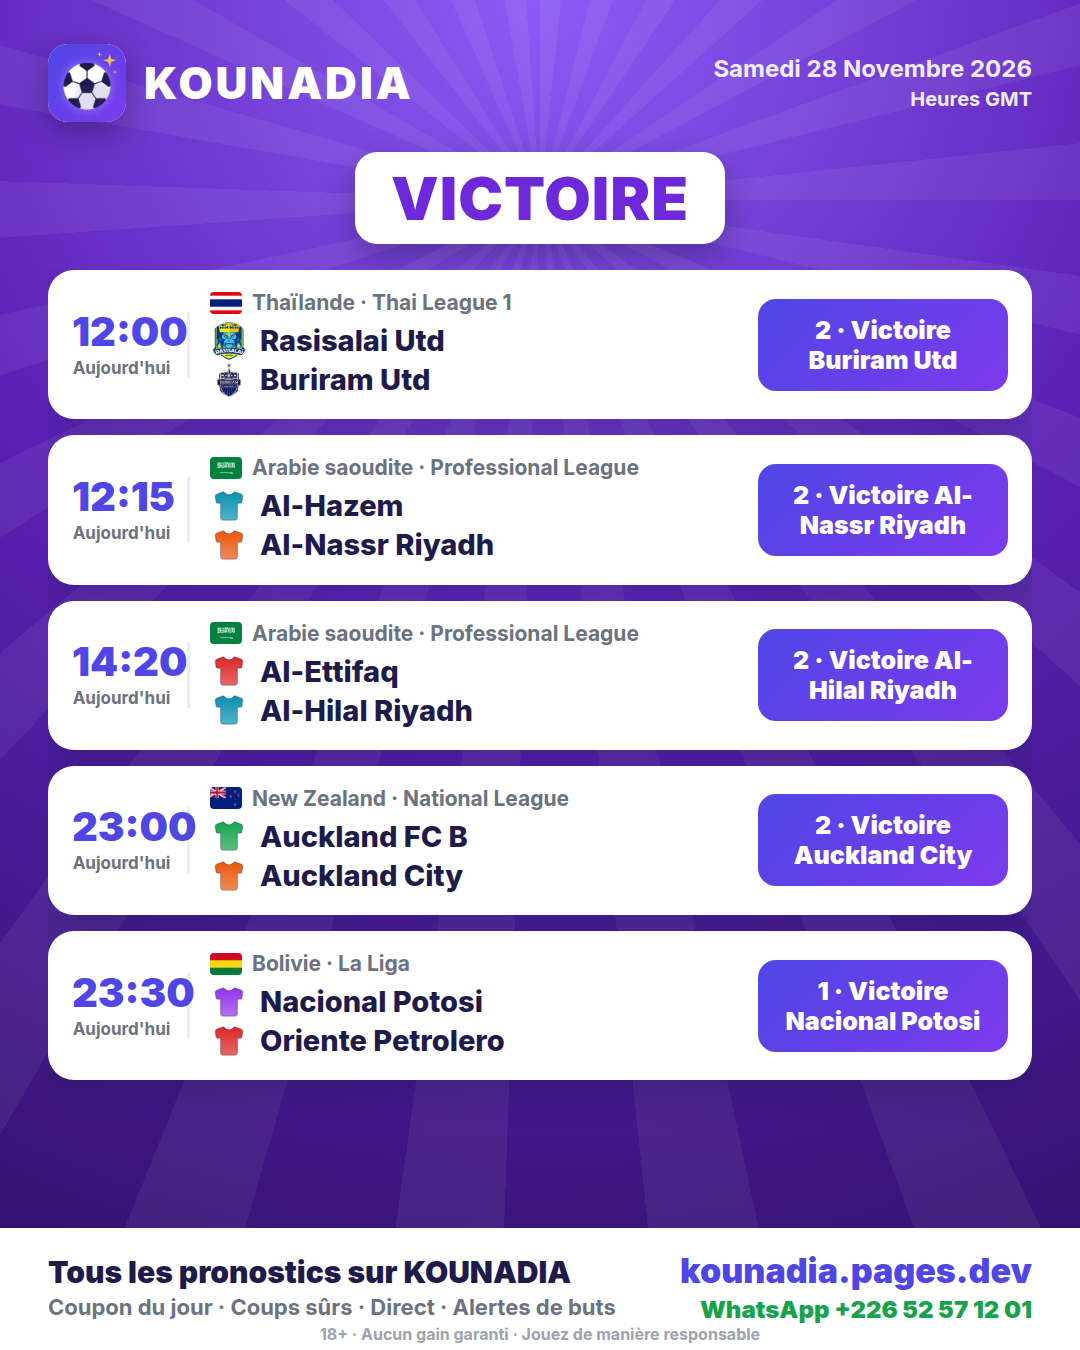 KOUNADIA
Samedi 28 Novembre 2026
Heures GMT
VICTOIRE
12:00
Aujourd'hui
Thaïlande · Thai League 1
Rasisalai Utd
Buriram Utd
2 · Victoire
Buriram Utd
12:15
Aujourd'hui
Arabie saoudite · Professional League
Al-Hazem
Al-Nassr Riyadh
2 · Victoire Al-
Nassr Riyadh
14:20
Aujourd'hui
Arabie saoudite · Professional League
Al-Ettifaq
Al-Hilal Riyadh
2 · Victoire Al-
Hilal Riyadh
23:00
Aujourd'hui
New Zealand · National League
Auckland FC B
Auckland City
2 · Victoire
Auckland City
23:30
Aujourd'hui
Bolivie · La Liga
Nacional Potosi
Oriente Petrolero
1 · Victoire
Nacional Potosi
Tous les pronostics sur KOUNADIA
Coupon du jour · Coups sûrs · Direct · Alertes de buts
kounadia.pages.dev
WhatsApp +226 52 57 12 01
18+ · Aucun gain garanti · Jouez de manière responsable